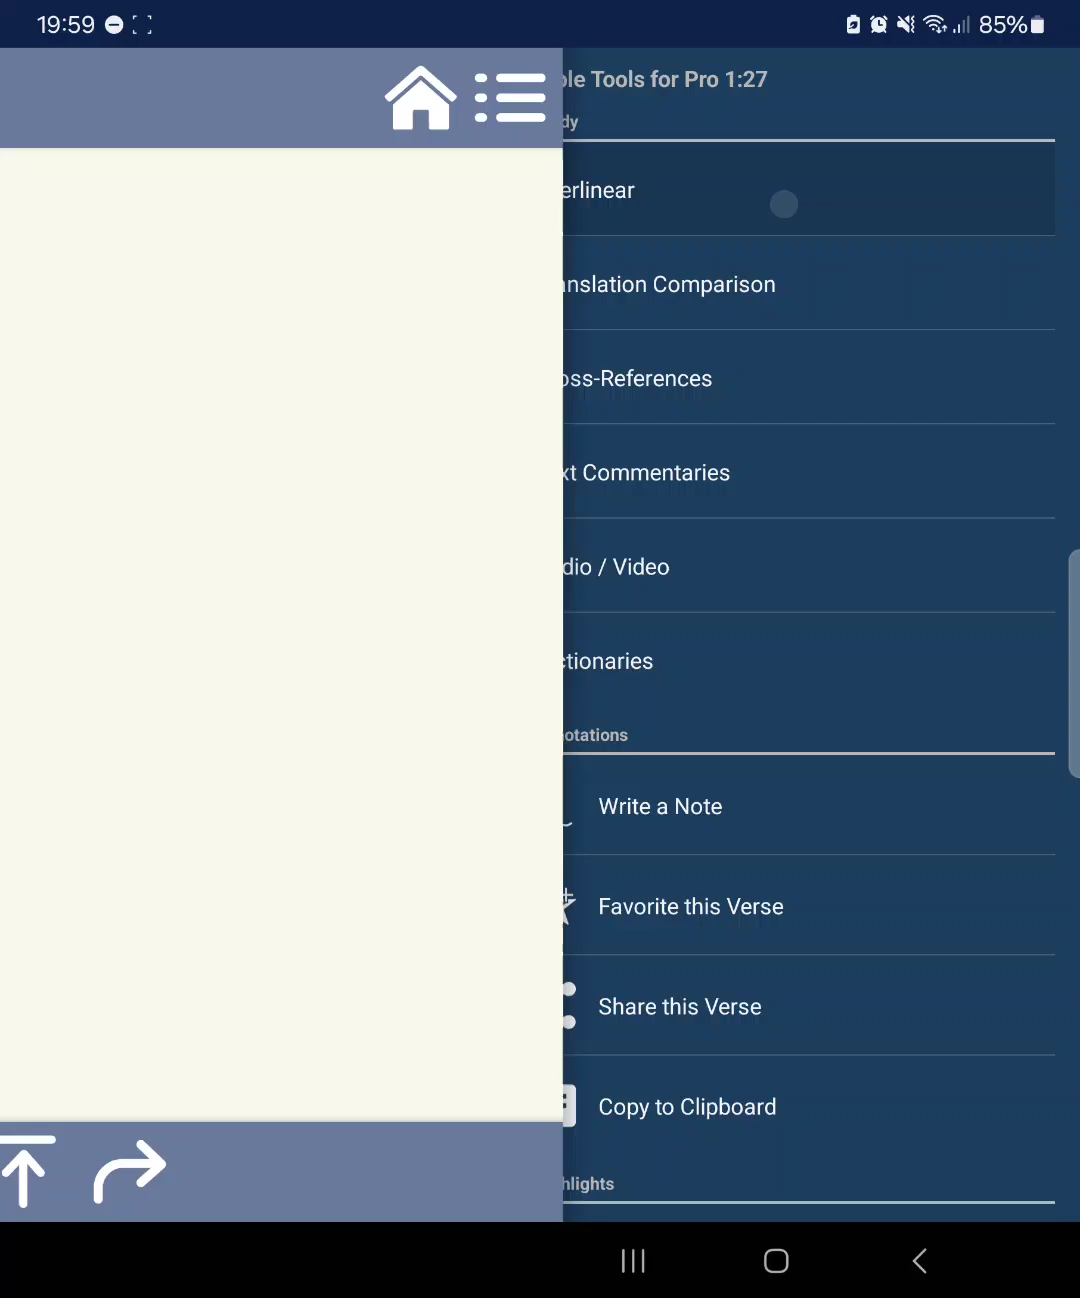 19:59
85%
ble Tools for Pro 1:27
dy
erlinear
anslation Comparison
oss-References
xt Commentaries
dio / Video
ctionaries
otations
Write a Note
Favorite this Verse
Share this Verse
Copy to Clipboard
hlights